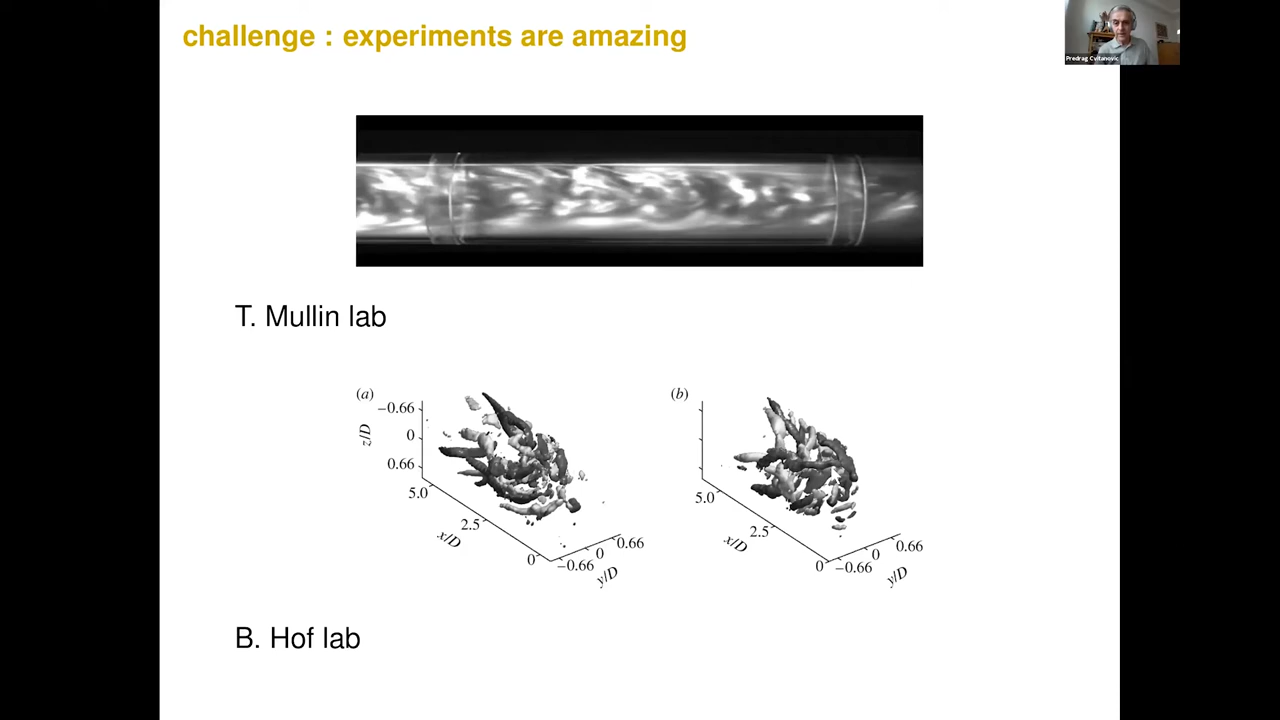 challenge : experiments are amazing
Predrag Cvitanovic
T. Mullin lab
(a)
−0.66
0
0.66
z/D
5.0
2.5
0
x/D
−0.66
0
0.66
y/D
(b)
5.0
2.5
0
x/D
−0.66
0
0.66
y/D
B. Hof lab